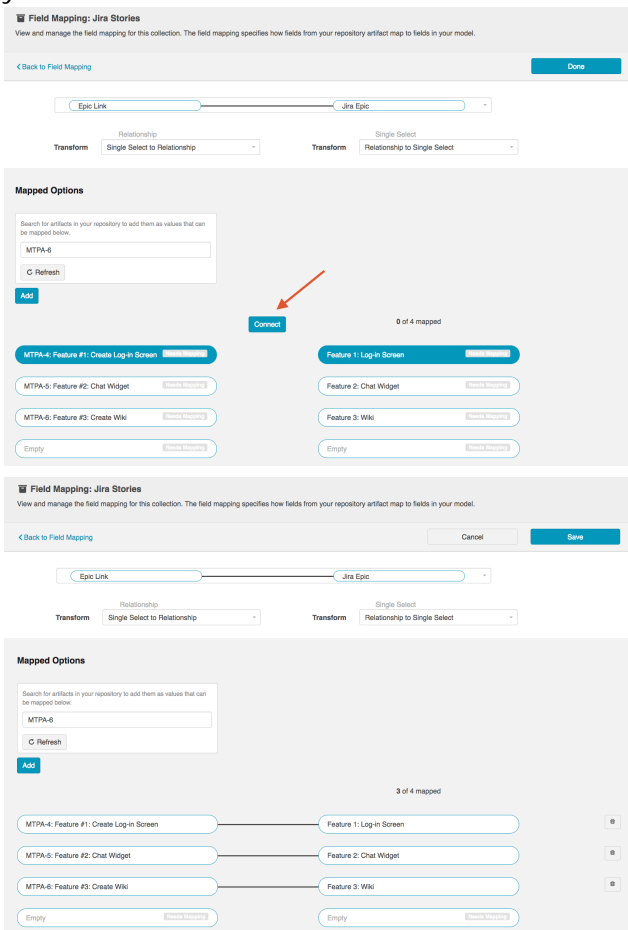 Field Mapping: Jira Stories
View and manage the field mapping for this collection. The field mapping specifies how fields from your repository artifact map to fields in your model.
Back to Field Mapping
Done
Epic Link
Jira Epic
Relationship
Single Select
Transform Single Select to Relationship
Transform Relationship to Single Select
Mapped Options
Search for artifacts in your repository to add them as values that can
be mapped below.
MTPA-6
Refresh
Add
Connect
0 of 4 mapped
MTPA-4: Feature #1: Create Log-in Screen Needs Mapping
Feature 1: Log-in Screen Needs Mapping
MTPA-5: Feature #2: Chat Widget Needs Mapping
Feature 2: Chat Widget Needs Mapping
MTPA-6: Feature #3: Create Wiki Needs Mapping
Feature 3: Wiki Needs Mapping
Empty Needs Mapping
Empty Needs Mapping
Field Mapping: Jira Stories
View and manage the field mapping for this collection. The field mapping specifies how fields from your repository artifact map to fields in your model.
Back to Field Mapping
Cancel
Save
Epic Link
Jira Epic
Relationship
Single Select
Transform Single Select to Relationship
Transform Relationship to Single Select
Mapped Options
Search for artifacts in your repository to add them as values that can
be mapped below.
MTPA-6
Refresh
Add
3 of 4 mapped
MTPA-4: Feature #1: Create Log-in Screen
Feature 1: Log-in Screen
MTPA-5: Feature #2: Chat Widget
Feature 2: Chat Widget
MTPA-6: Feature #3: Create Wiki
Feature 3: Wiki
Empty Needs Mapping
Empty Needs Mapping